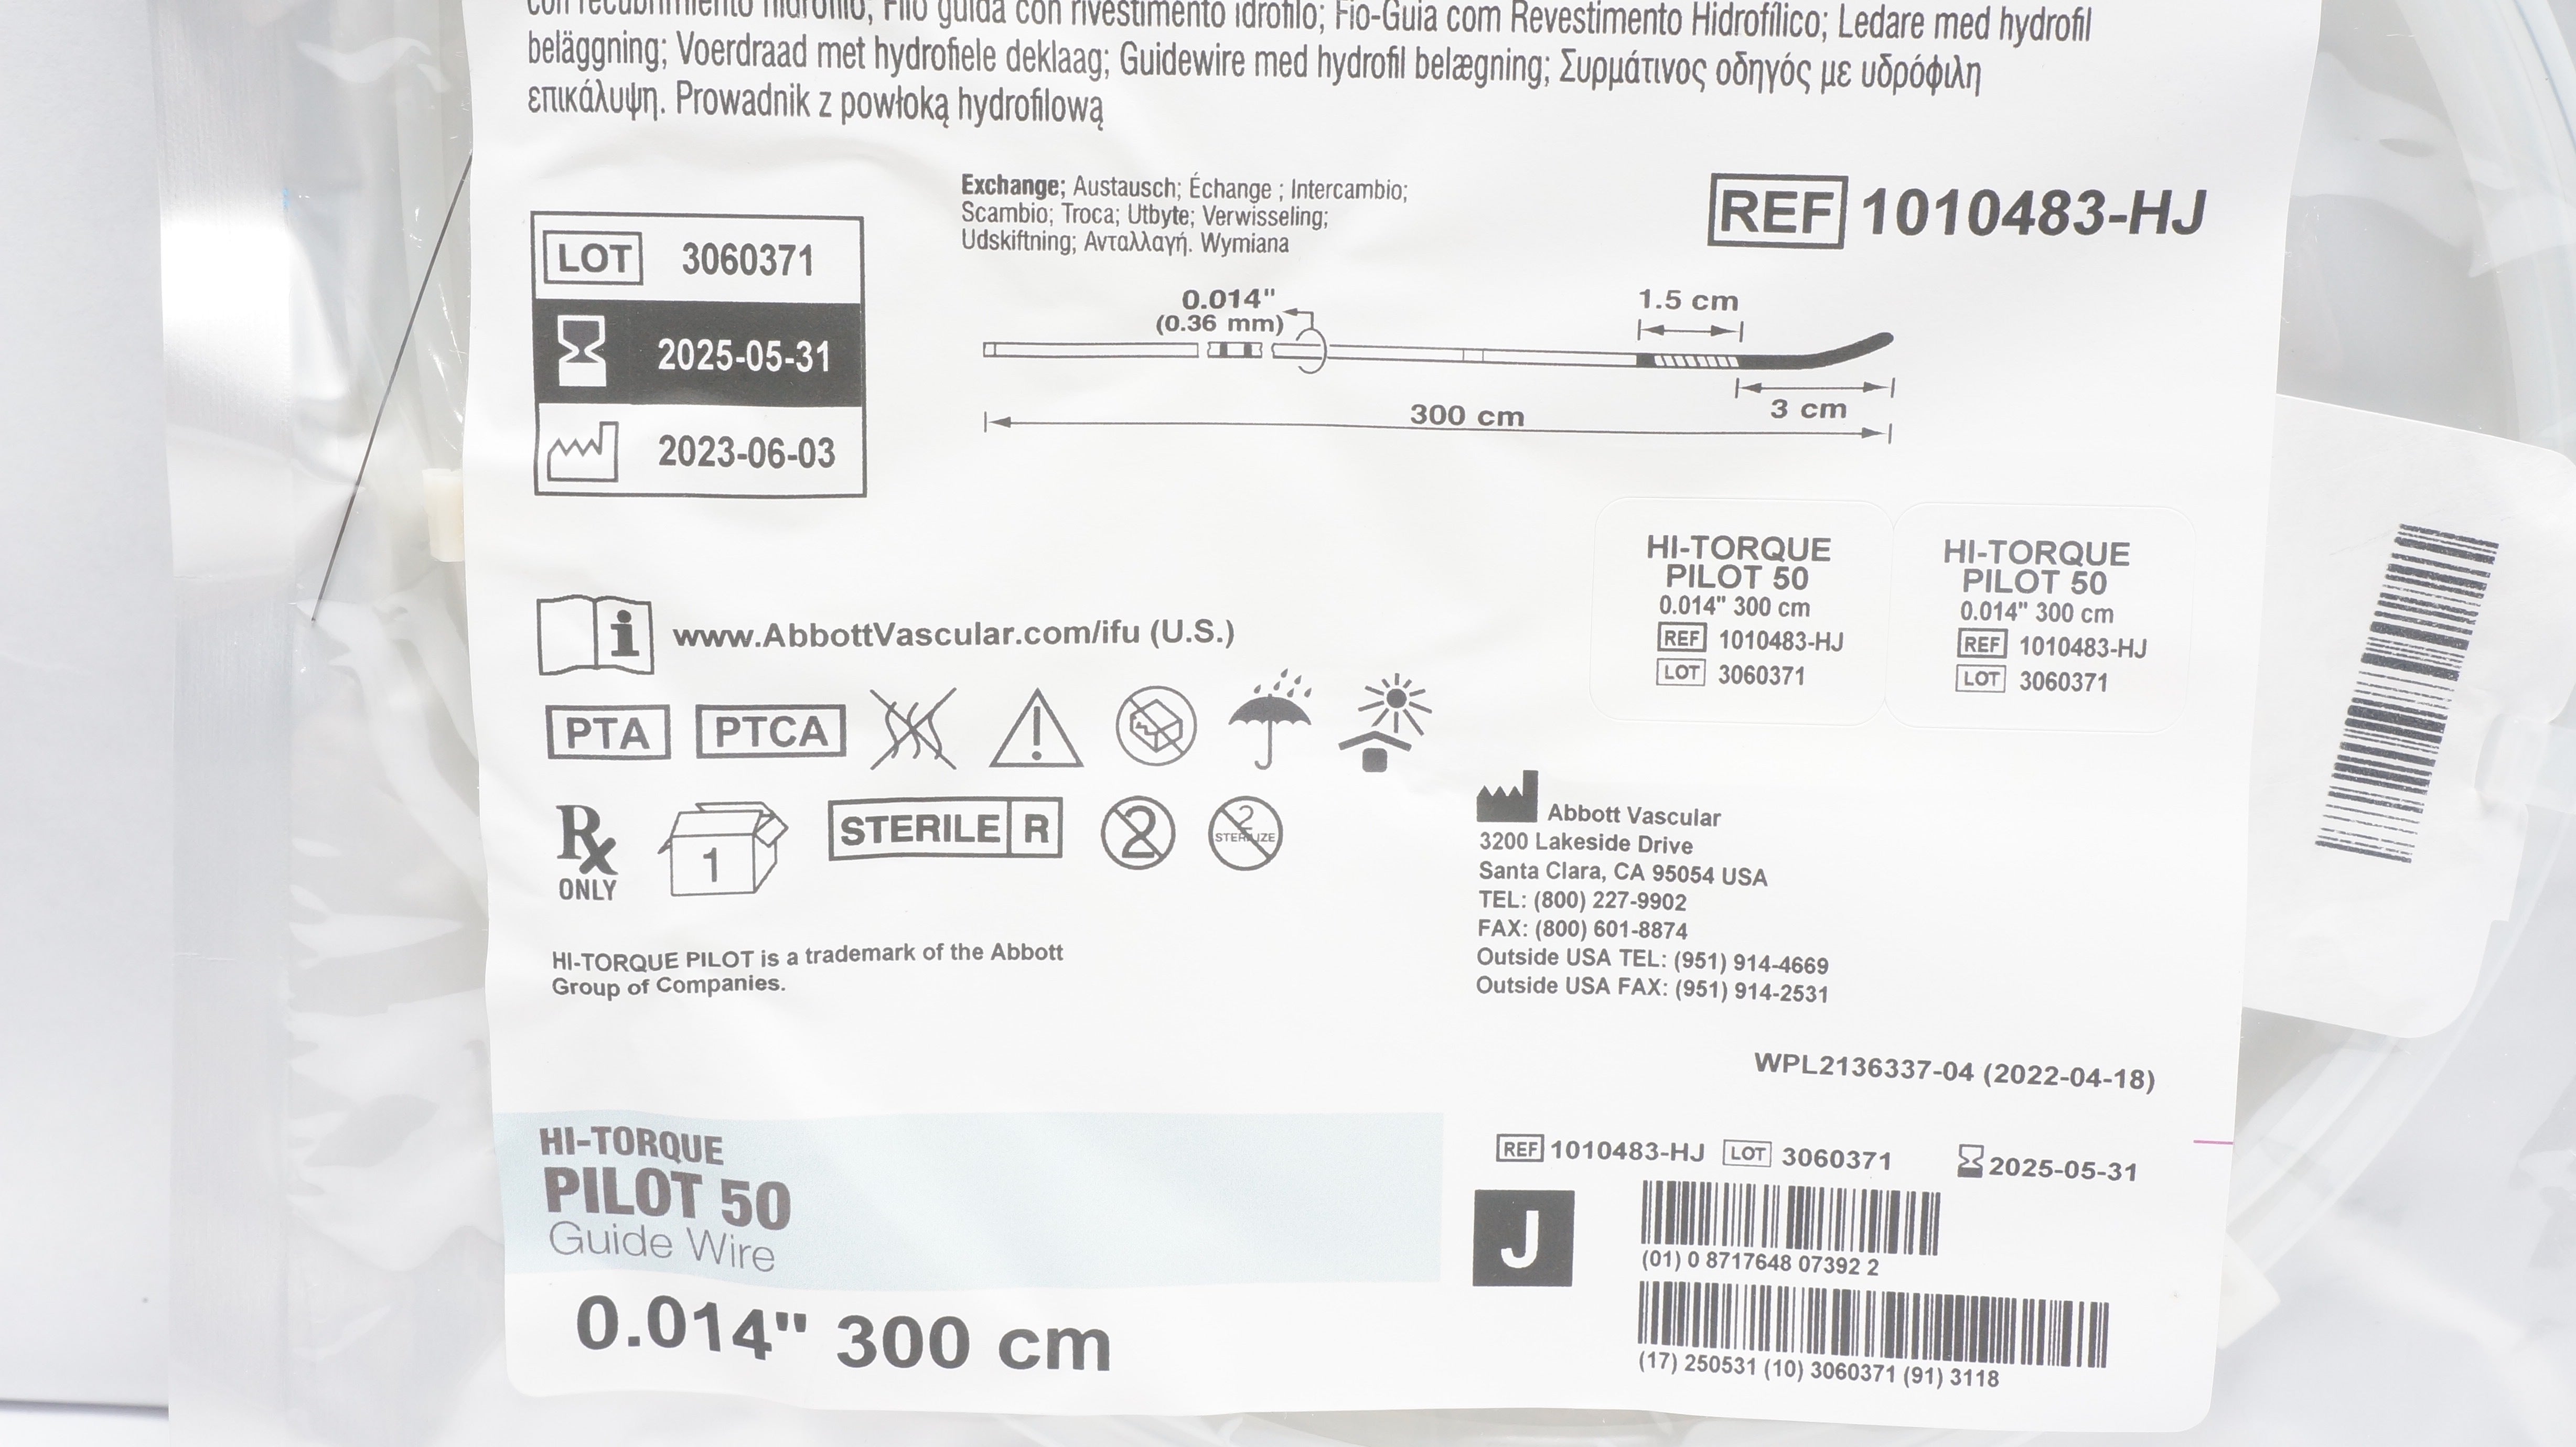 con recubrimiento hidrófilo; Filo guida con rivestimento idrofilo; Fio-Guia com Revestimento Hidrofílico; Ledare med hydrofil
beläggning; Voerdraad met hydrofiele deklaag; Guidewire med hydrofil belægning; Συρμάτινος οδηγός με υδρόφιλη
επικάλυψη. Prowadnik z powłoką hydrofilową
LOT 3060371
2025-05-31
2023-06-03
Exchange; Austausch; Échange ; Intercambio;
Scambio; Troca; Utbyte; Verwisseling;
Udskiftning; Ανταλλαγή. Wymiana
REF 1010483-HJ
0.014"
(0.36 mm)
1.5 cm
3 cm
300 cm
HI-TORQUE
PILOT 50
0.014" 300 cm
REF 1010483-HJ
LOT 3060371
HI-TORQUE
PILOT 50
0.014" 300 cm
REF 1010483-HJ
LOT 3060371
i www.AbbottVascular.com/ifu (U.S.)
PTA PTCA
Rx ONLY
1
STERILE R
2
2 STERILIZE
Abbott Vascular
3200 Lakeside Drive
Santa Clara, CA 95054 USA
TEL: (800) 227-9902
FAX: (800) 601-8874
Outside USA TEL: (951) 914-4669
Outside USA FAX: (951) 914-2531
HI-TORQUE PILOT is a trademark of the Abbott
Group of Companies.
WPL2136337-04 (2022-04-18)
HI-TORQUE
PILOT 50
Guide Wire
0.014" 300 cm
REF 1010483-HJ LOT 3060371 2025-05-31
J
(01) 0 8717648 07392 2
(17) 250531 (10) 3060371 (91) 3118